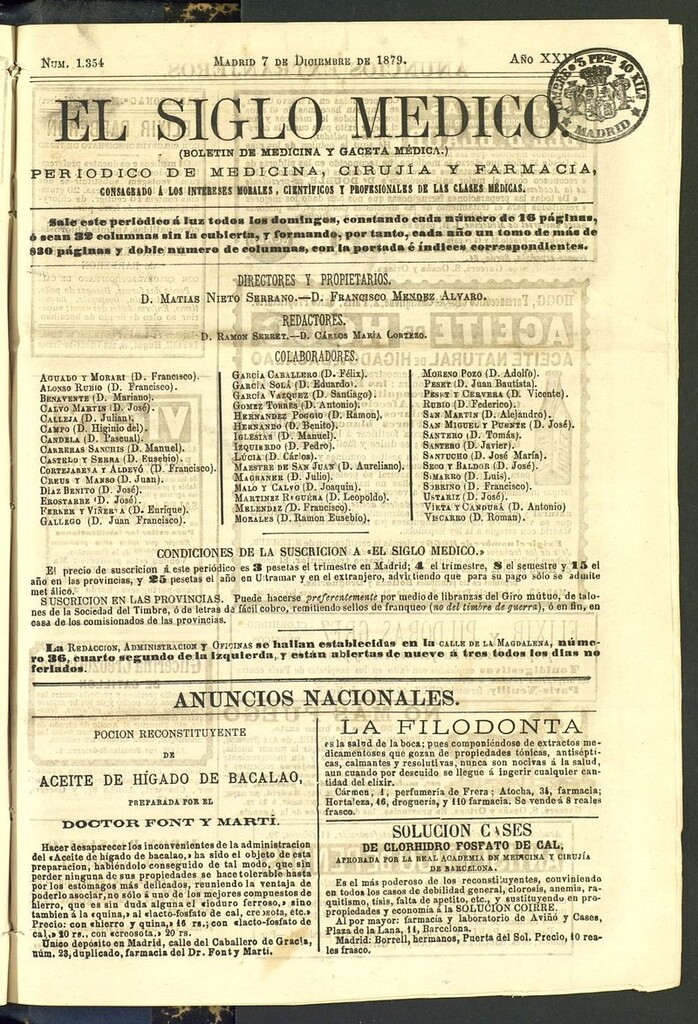 NUM. 1.354
MADRID 7 DE DICIEMBRE DE 1879.
AÑO XXV
TIMBRE 3 PEts 40 KILs
MADRID
EL SIGLO MEDICO.
(BOLETIN DE MEDICINA Y GACETA MÉDICA.)
PERIODICO DE MEDICINA, CIRUJÍA Y FARMACIA,
CONSAGRADO Á LOS INTERESES MORALES, CIENTÍFICOS Y PROFESIONALES DE LAS CLASES MÉDICAS.
Sale este periódico á luz todos los domingos, constando cada número de 16 páginas,
ó sean 32 columnas sin la cubierta, y formando, por tanto, cada año un tomo de más de
830 páginas y doble número de columnas, con la portada é índices correspondientes.
DIRECTORES Y PROPIETARIOS.
D. MATIAS NIETO SERRANO.—D. FRANCISCO MENDEZ ALVARO.
REDACTORES.
D. RAMON SERRET.—D. CÁRLOS MARÍA CORTEZO.
COLABORADORES.
AGUADO Y MORARI (D. Francisco).
ALONSO RUBIO (D. Francisco).
BENAVENTE (D. Mariano).
CALVO MARTIN (D. José).
CALLEJA (D. Julian).
CAMPO (D. Higinio del).
CANDELA (D. Pascual).
CARRERAS SANCHIS (D. Manuel).
CASTELO Y SERRA (D. Eusebio).
CORTEJARENA Y ALDEVÓ (D. Francisco).
CREUS Y MANSO (D. Juan).
DIAZ BENITO (D. José).
EROSTARBE (D. José).
FERRER Y VIÑERTA (D. Enrique).
GALLEGO (D. Juan Francisco).
GARCÍA CABALLERO (D. Félix).
GARCÍA SOLÁ (D. Eduardo).
GARCÍA VAZQUEZ (D. Santiago).
GOMEZ TORRES (D. Antonio).
HERNANDEZ POGGIO (D. Ramon).
HERNANDO (D. Benito).
IGLESIAS (D. Manuel).
IZQUIERDO (D. Pedro).
LÚCIA (D. Cárlos).
MAESTRE DE SAN JUAN (D. Aureliano).
MAGRANER (D. Julio).
MALO Y CALVO (D. Joaquin).
MARTINEZ REGUERA (D. Leopoldo).
MELENDEZ (D. Francisco).
MORALES (D. Ramon Eusebio).
MORENO POZO (D. Adolfo).
PESET (D. Juan Bautista).
PESET Y CERVERA (D. Vicente).
RUBIO (D. Federico).
SAN MARTIN (D. Alejandro).
SAN MIGUEL Y PUENTE (D. José).
SANTERO (D. Tomás).
SANTERO (D. Javier).
SANTUCHO (D. José María).
SECO Y BALDOR (D. José).
SIMARRO (D. Luis).
SOBRINO (D. Francisco).
USTARIZ (D. José).
VIETA Y CANDURÁ (D. Antonio)
VISCARRO (D. Roman).
CONDICIONES DE LA SUSCRICION A «EL SIGLO MEDICO.»
El precio de suscricion á este periódico es 3 pesetas el trimestre en Madrid; 4 el trimestre, 8 el semestre y 15 el
año en las provincias, y 25 pesetas el año en Ultramar y en el extranjero, advirtiendo que para su pago sólo se admite
metálico.
SUSCRICION EN LAS PROVINCIAS. Puede hacerse preferentemente por medio de libranzas del Giro mútuo, de talo-
nes de la Sociedad del Timbre, ó de letras de fácil cobro, remitiendo sellos de franqueo (no del timbre de guerra), ó en fin, en
casa de los comisionados de las provincias.
LA REDACCION, ADMINISTRACION Y OFICINAS se hallan establecidas en la CALLE DE LA MAGDALENA, núme-
ro 36, cuarto segundo de la izquierda, y están abiertas de nueve á tres todos los dias no
feriados.
ANUNCIOS NACIONALES.
POCION RECONSTITUYENTE
DE
ACEITE DE HÍGADO DE BACALAO,
PREPARADA POR EL
DOCTOR FONT Y MARTÍ.
Hacer desaparecer los inconvenientes de la administracion
del «Aceite de hígado de bacalao,» ha sido el objeto de esta
preparacion, habiéndolo conseguido de tal modo, que sin
perder ninguna de sus propiedades se hace tolerable hasta
por los estómagos más delicados, reuniendo la ventaja de
poderlo asociar, no sólo á uno de los mejores compuestos de
hierro, que es sin duda alguna el «ioduro ferroso,» sino
tambien á la «quina,» al «lacto-fosfato de cal, creosota, etc.»
Precio: con «hierro y quina,» 16 rs.; con «lacto-fosfato de
cal,» 20 rs., con «creosota,» 20 rs.
Unico depósito en Madrid, calle del Caballero de Gracia,
núm. 23, duplicado, farmacia del Dr. Font y Martí.
LA FILODONTA
es la salud de la boca; pues componiéndose de extractos me-
dicamentosos que gozan de propiedades tónicas, antisépti-
cas, calmantes y resolutivas, nunca son nocivas á la salud,
aun cuando por descuido se llegue á ingerir cualquier can-
tidad del elixir.
Cármen, 1, perfumería de Frera; Atocha, 34, farmacia;
Hortaleza, 46, droguería, y 110 farmacia. Se vende á 8 reales
frasco.
SOLUCION CASES
DE CLORHIDRO FOSFATO DE CAL,
APROBADA POR LA REAL ACADEMIA DE MEDICINA Y CIRUJÍA
DE BARCELONA.
Es el más poderoso de los reconstituyentes, conviniendo
en todos los casos de debilidad general, clorosis, anemia, ra-
quitismo, tísis, falta de apetito, etc., y sustituyendo en pro-
piedades y economía á la SOLUCION COIRRE.
Al por mayor: farmacia y laboratorio de Aviñó y Cases,
Plaza de la Lana, 11, Barcelona.
Madrid: Borrell, hermanos, Puerta del Sol. Precio, 10 rea-
les frasco.